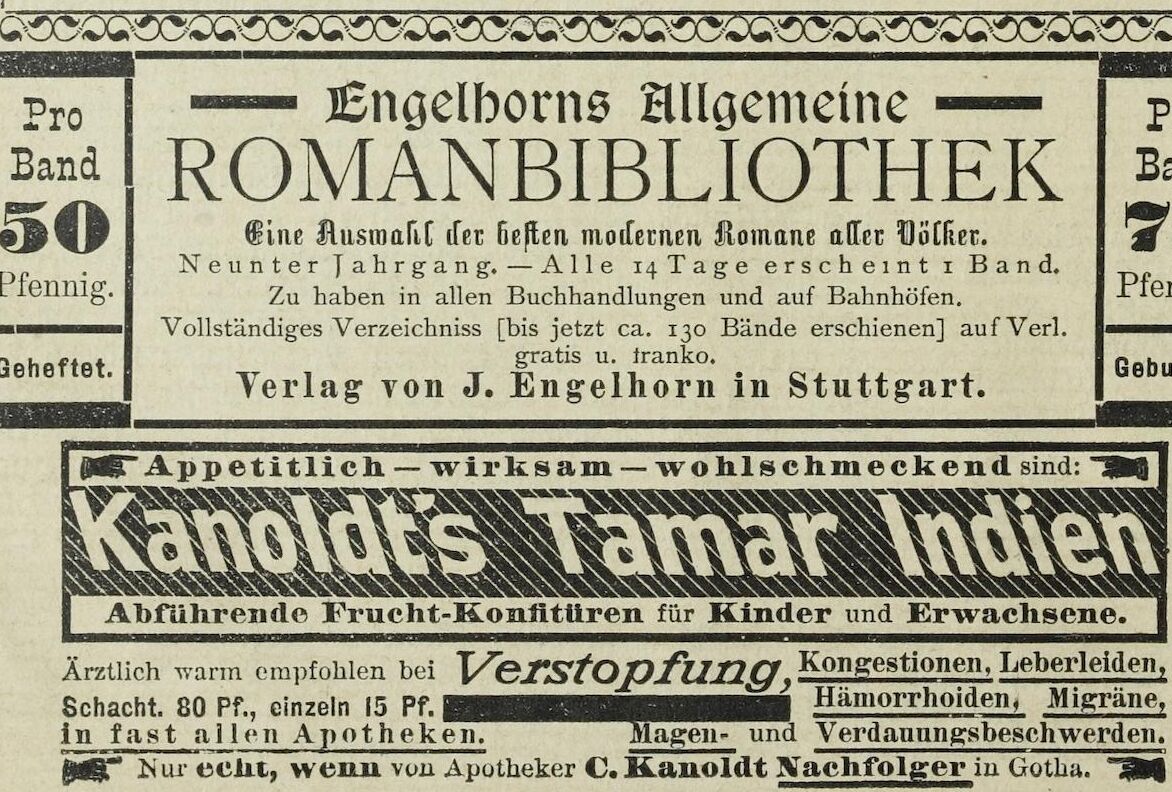 Pro
Band
50
Pfennig.
Geheftet.
Engelhorns Allgemeine
ROMANBIBLIOTHEK
Eine Auswahl der besten modernen Romane aller Völker.
Neunter Jahrgang. — Alle 14 Tage erscheint 1 Band.
Zu haben in allen Buchhandlungen und auf Bahnhöfen.
Vollständiges Verzeichniss [bis jetzt ca. 130 Bände erschienen] auf Verl.
gratis u. franko.
Verlag von J. Engelhorn in Stuttgart.
P
Ba
7
Pfen
Gebu
Appetitlich — wirksam — wohlschmeckend sind:
Kanoldt's Tamar Indien
Abführende Frucht-Konfitüren für Kinder und Erwachsene.
Ärztlich warm empfohlen bei Verstopfung, Kongestionen, Leberleiden,
Schacht. 80 Pf., einzeln 15 Pf. Hämorrhoiden, Migräne,
in fast allen Apotheken. Magen- und Verdauungsbeschwerden.
Nur echt, wenn von Apotheker C. Kanoldt Nachfolger in Gotha.